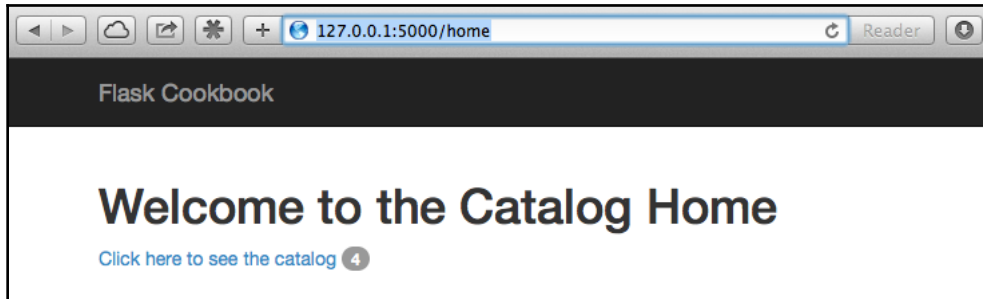 127.0.0.1:5000/home
Reader
Flask Cookbook
Welcome to the Catalog Home
Click here to see the catalog 4